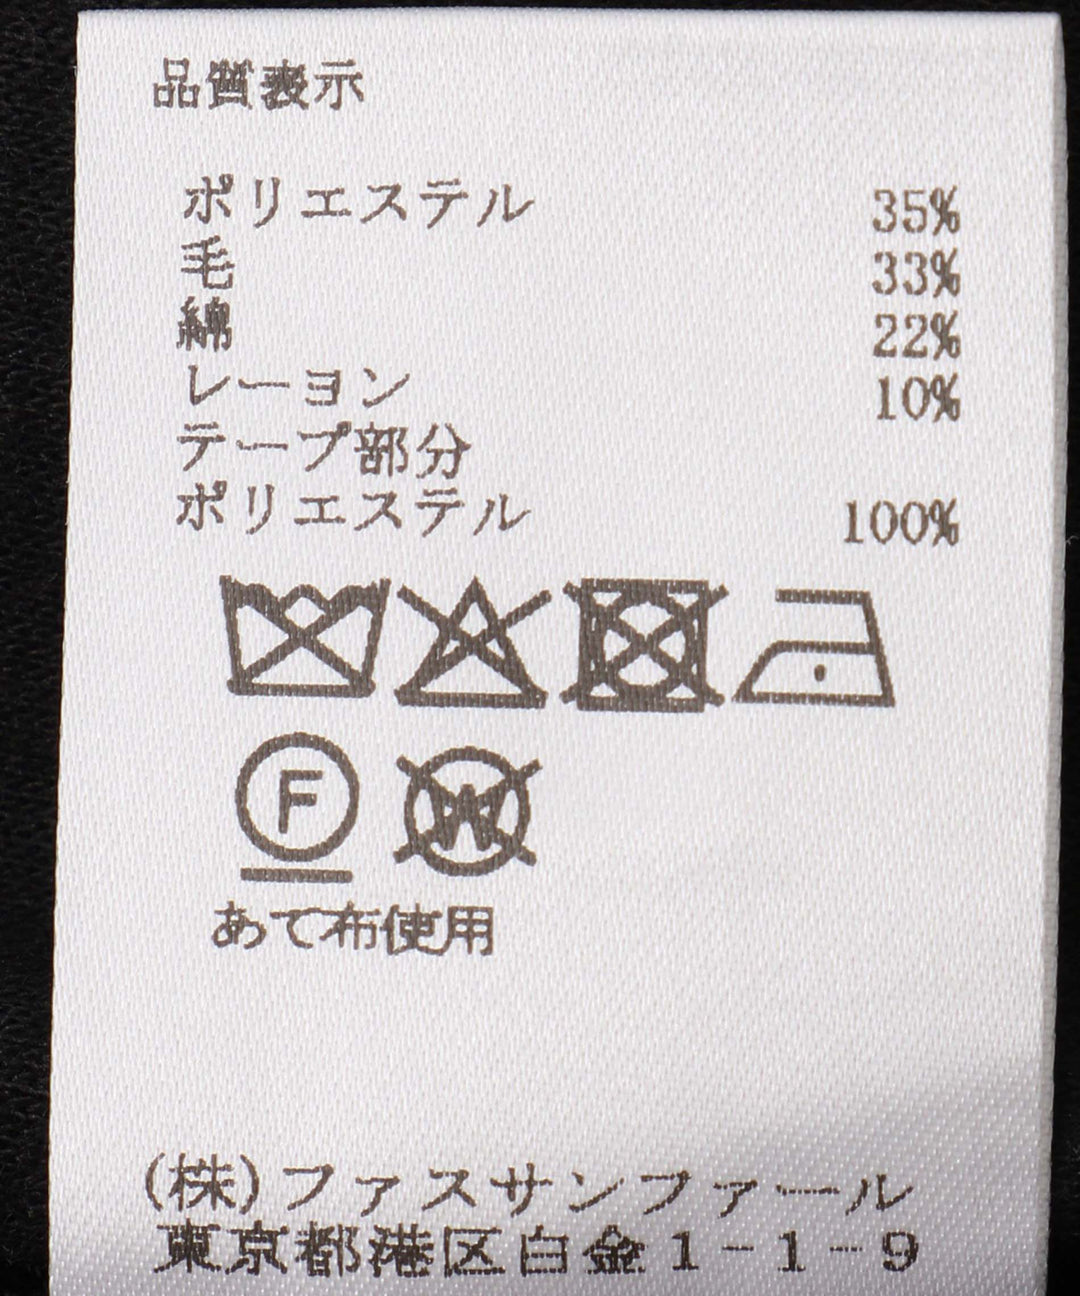 品質表示
ポリエステル 35%
毛 33%
綿 22%
レーヨン 10%
テープ部分
ポリエステル 100%
F W
あて布使用
(株)ファスサンファール
東京都港区白金1-1-9